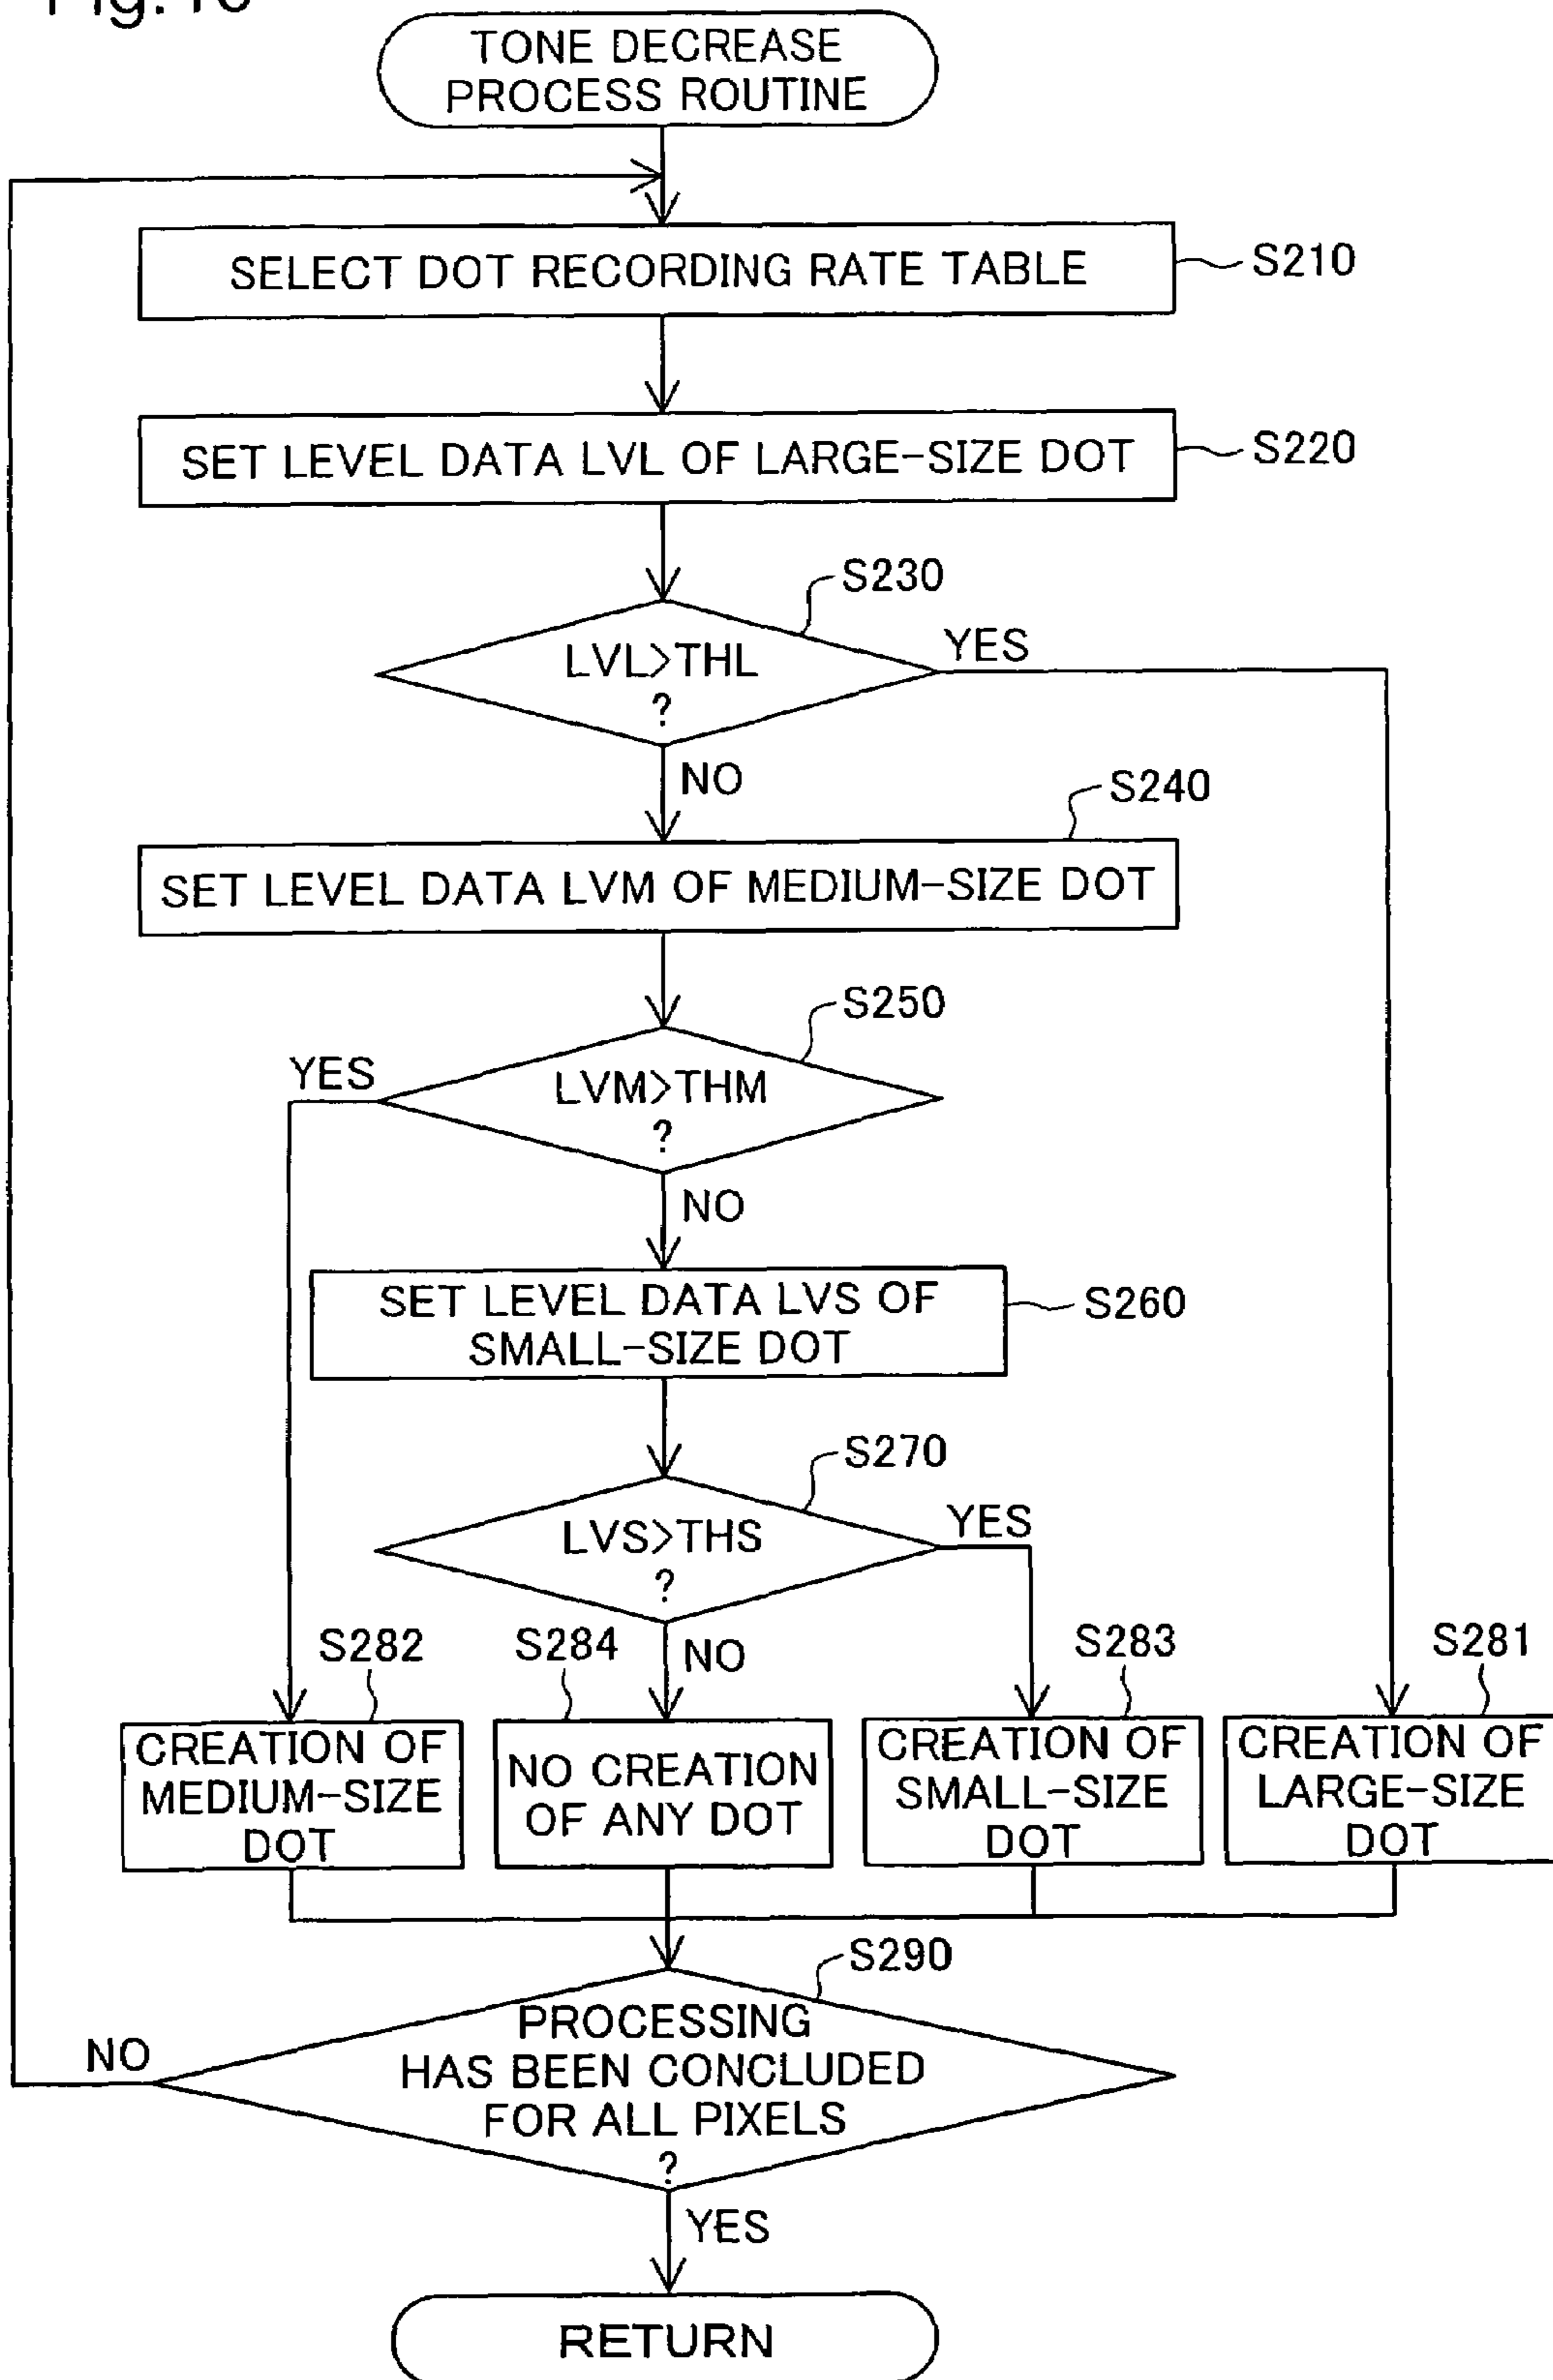 TONE DECREASE
PROCESS ROUTINE
SELECT DOT RECORDING RATE TABLE
S210
SET LEVEL DATA LVL OF LARGE-SIZE DOT
S220
S230
LVL>THL
?
YES
NO
S240
SET LEVEL DATA LVM OF MEDIUM-SIZE DOT
S250
YES
LVM>THM
?
NO
SET LEVEL DATA LVS OF
SMALL-SIZE DOT
S260
S270
LVS>THS
?
YES
NO
S282
S284
S283
S281
CREATION OF
MEDIUM-SIZE
DOT
NO CREATION
OF ANY DOT
CREATION OF
SMALL-SIZE
DOT
CREATION OF
LARGE-SIZE
DOT
S290
PROCESSING
HAS BEEN CONCLUDED
FOR ALL PIXELS
?
NO
YES
RETURN